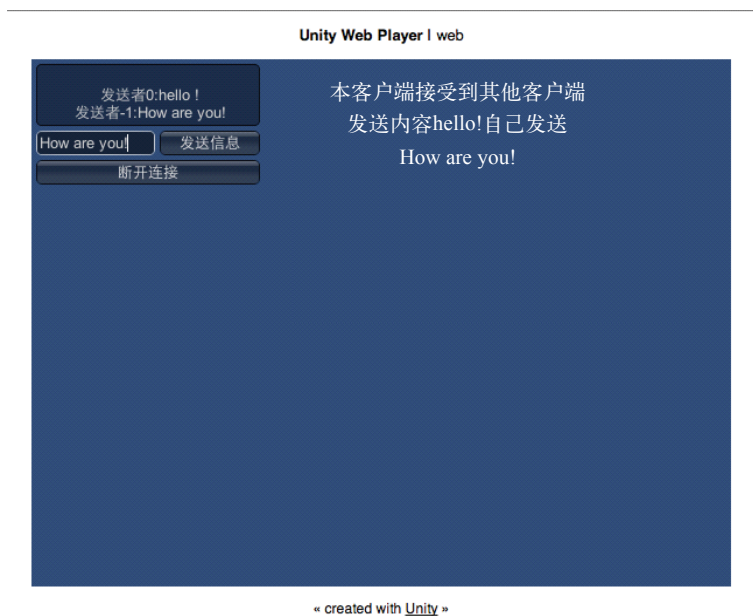 Unity Web Player | web
发送者0:hello !
发送者-1:How are you!
How are you!
发送信息
断开连接
本客户端接受到其他客户端
发送内容hello!自己发送
How are you!
« created with Unity »